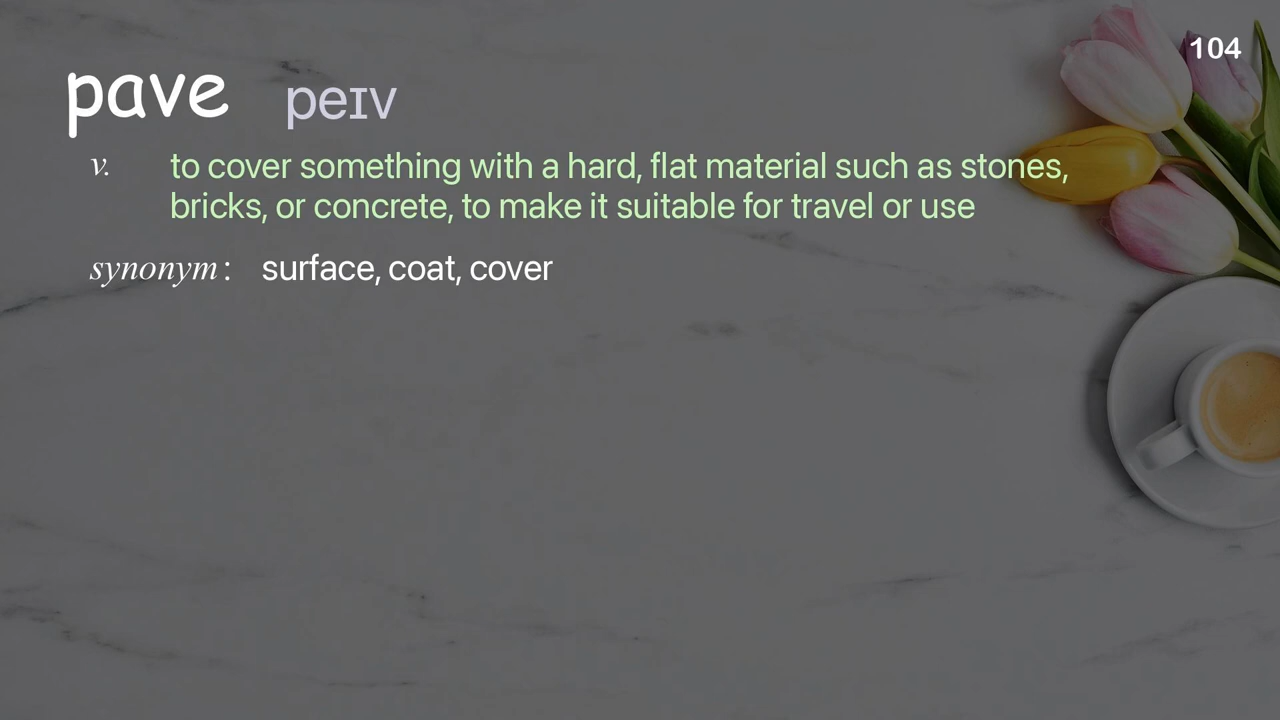 104
pave peɪv
v. to cover something with a hard, flat material such as stones,
bricks, or concrete, to make it suitable for travel or use
synonym: surface, coat, cover